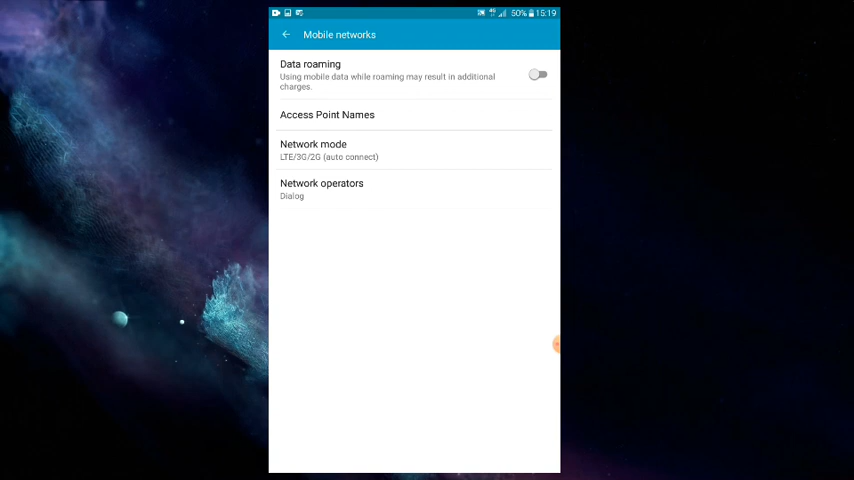 50% 15:19
Mobile networks
Data roaming
Using mobile data while roaming may result in additional
charges.
Access Point Names
Network mode
LTE/3G/2G (auto connect)
Network operators
Dialog